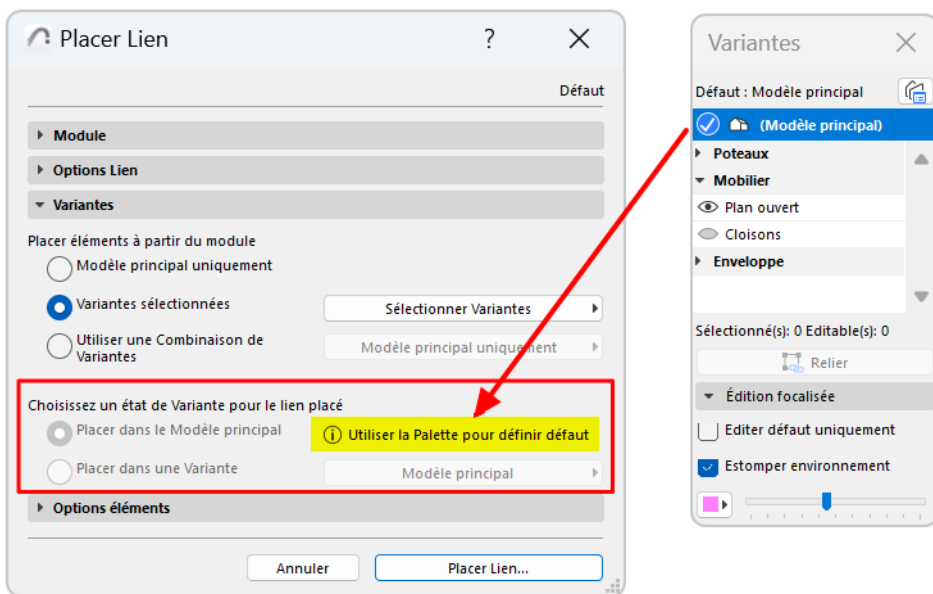 Placer Lien
?
Défaut
Module
Options Lien
Variantes
Placer éléments à partir du module
Modèle principal uniquement
Variantes sélectionnées
Sélectionner Variantes
Utiliser une Combinaison de
Variantes
Modèle principal uniquement
Choisissez un état de Variante pour le lien placé
Placer dans le Modèle principal
Utiliser la Palette pour définir défaut
Placer dans une Variante
Modèle principal
Options éléments
Annuler
Placer Lien...
Variantes
Défaut : Modèle principal
(Modèle principal)
Poteaux
Mobilier
Plan ouvert
Cloisons
Enveloppe
Sélectionné(s): 0 Editable(s): 0
Relier
Édition focalisée
Editer défaut uniquement
Estomper environnement